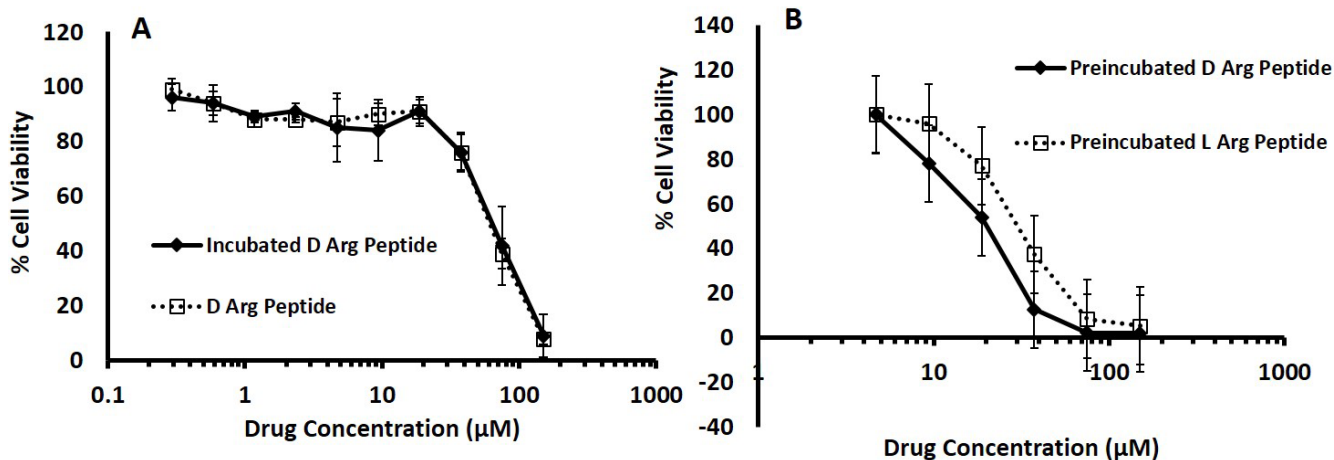 A
120
100
80
60
40
20
0
% Cell Viability
Incubated D Arg Peptide
D Arg Peptide
0.1 1 10 100 1000
Drug Concentration (μM)
B
140
120
100
80
60
40
20
0
-20
-40
% Cell Viability
Preincubated D Arg Peptide
Preincubated L Arg Peptide
1 10 100 1000
Drug Concentration (μM)